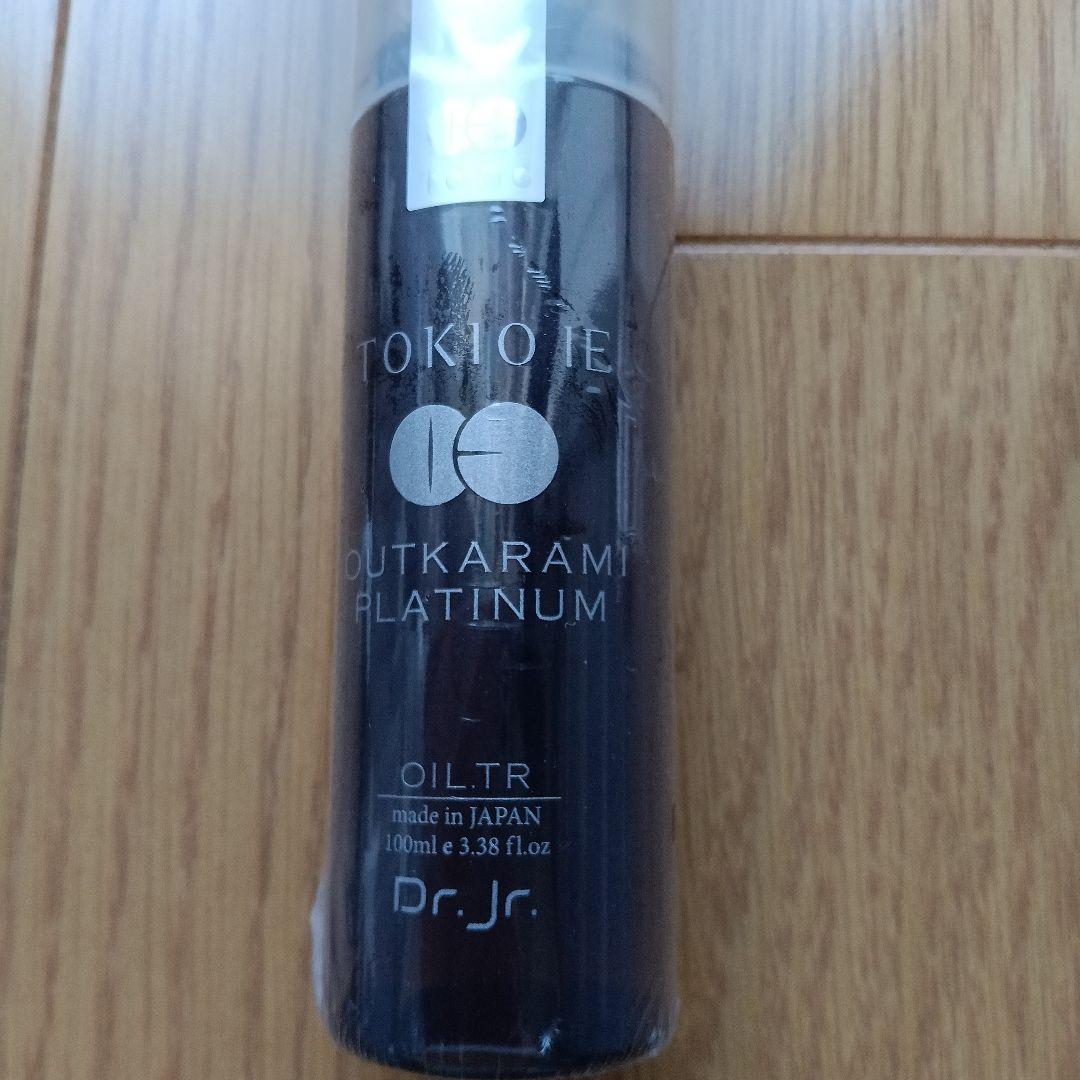 TOKIO IE
OUTKARAMI
PLATINUM
OIL.TR
made in JAPAN
100ml e 3.38 fl.oz
Dr.Jr.